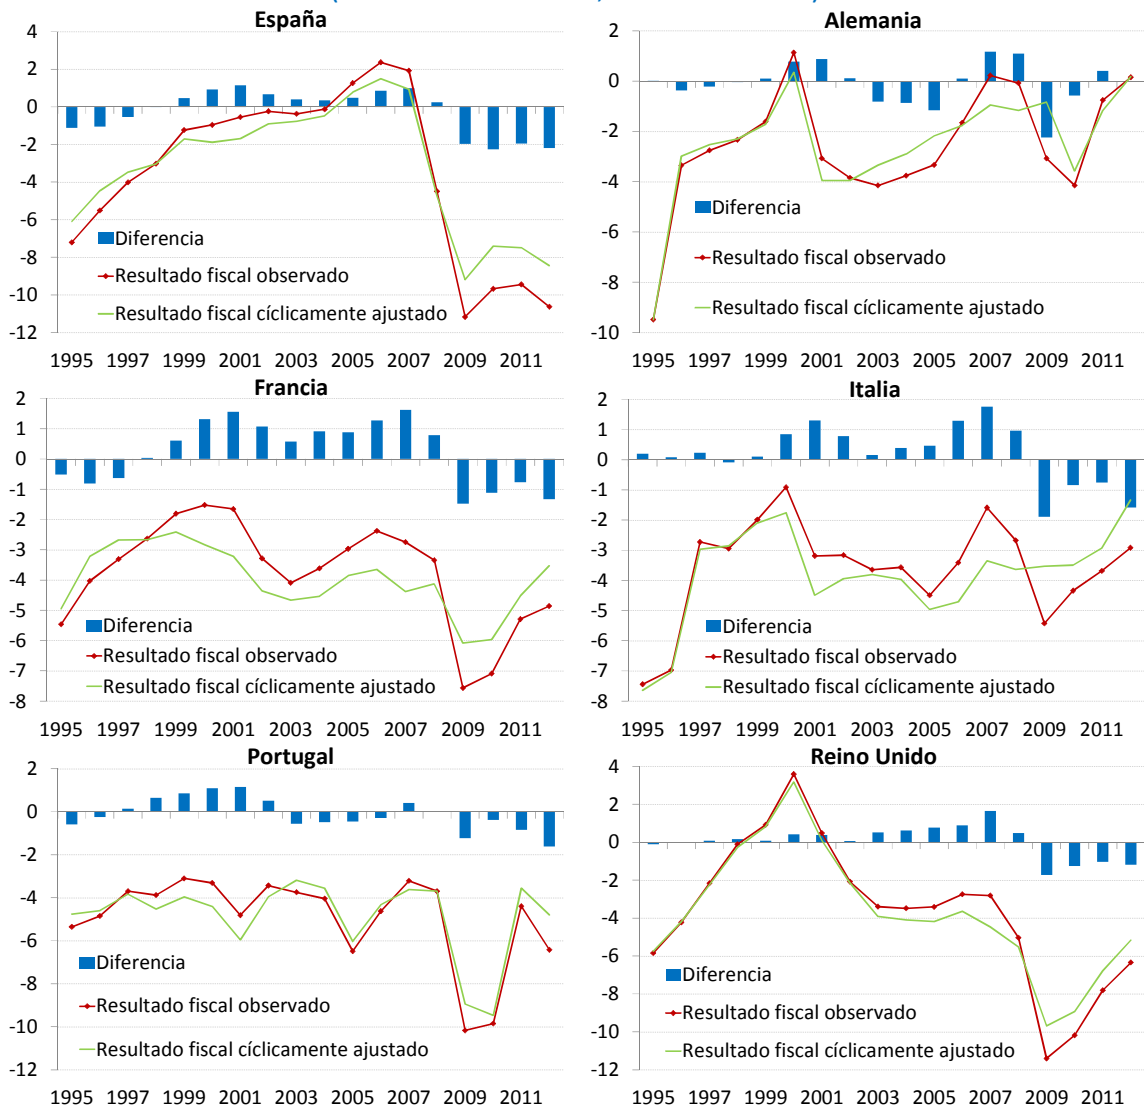 España
4
2
0
-2
-4
-6
-8
-10
-12
Diferencia
Resultado fiscal observado
Resultado fiscal cíclicamente ajustado
1995 1997 1999 2001 2003 2005 2007 2009 2011
Alemania
2
0
-2
-4
-6
-8
-10
Diferencia
Resultado fiscal observado
Resultado fiscal cíclicamente ajustado
1995 1997 1999 2001 2003 2005 2007 2009 2011
Francia
2
1
0
-1
-2
-3
-4
-5
-6
-7
-8
Diferencia
Resultado fiscal observado
Resultado fiscal cíclicamente ajustado
1995 1997 1999 2001 2003 2005 2007 2009 2011
Italia
2
1
0
-1
-2
-3
-4
-5
-6
-7
-8
Diferencia
Resultado fiscal observado
Resultado fiscal cíclicamente ajustado
1995 1997 1999 2001 2003 2005 2007 2009 2011
Portugal
2
0
-2
-4
-6
-8
-10
-12
Diferencia
Resultado fiscal observado
Resultado fiscal cíclicamente ajustado
1995 1997 1999 2001 2003 2005 2007 2009 2011
Reino Unido
4
2
0
-2
-4
-6
-8
-10
-12
Diferencia
Resultado fiscal observado
Resultado fiscal cíclicamente ajustado
1995 1997 1999 2001 2003 2005 2007 2009 2011